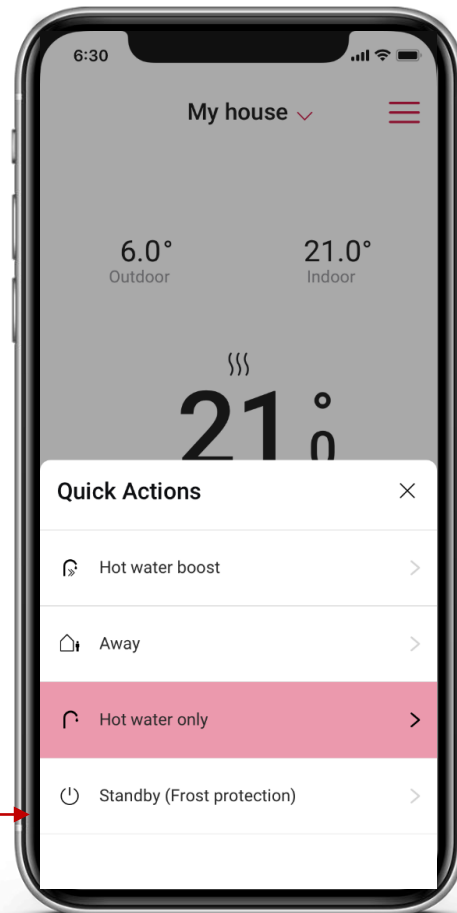 6:30
My house
6.0°
21.0°
Outdoor
Indoor
21.0°
Quick Actions
Hot water boost
Away
Hot water only
Standby (Frost protection)